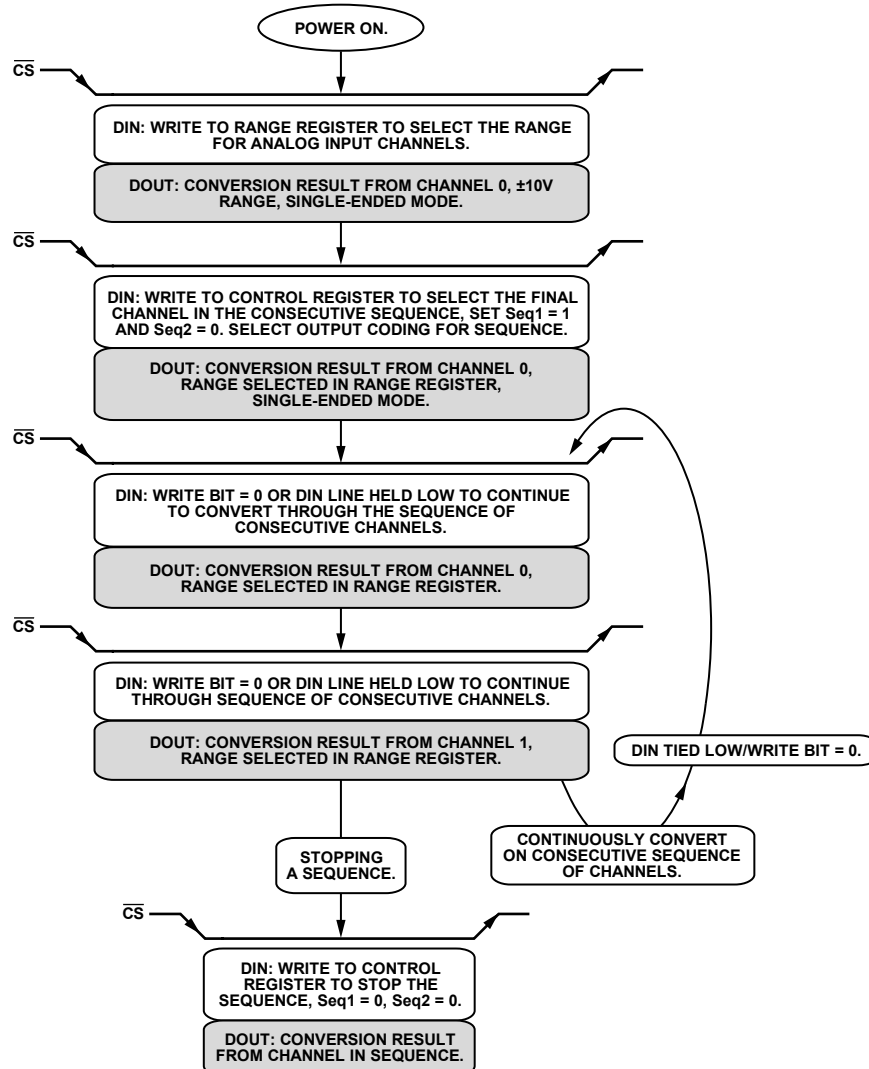 POWER ON.
CS
DIN: WRITE TO RANGE REGISTER TO SELECT THE RANGE
FOR ANALOG INPUT CHANNELS.
DOUT: CONVERSION RESULT FROM CHANNEL 0, ±10V
RANGE, SINGLE-ENDED MODE.
CS
DIN: WRITE TO CONTROL REGISTER TO SELECT THE FINAL
CHANNEL IN THE CONSECUTIVE SEQUENCE, SET Seq1 = 1
AND Seq2 = 0. SELECT OUTPUT CODING FOR SEQUENCE.
DOUT: CONVERSION RESULT FROM CHANNEL 0,
RANGE SELECTED IN RANGE REGISTER,
SINGLE-ENDED MODE.
CS
DIN: WRITE BIT = 0 OR DIN LINE HELD LOW TO CONTINUE
TO CONVERT THROUGH THE SEQUENCE OF
CONSECUTIVE CHANNELS.
DOUT: CONVERSION RESULT FROM CHANNEL 0,
RANGE SELECTED IN RANGE REGISTER.
CS
DIN: WRITE BIT = 0 OR DIN LINE HELD LOW TO CONTINUE
THROUGH SEQUENCE OF CONSECUTIVE CHANNELS.
DOUT: CONVERSION RESULT FROM CHANNEL 1,
RANGE SELECTED IN RANGE REGISTER.
DIN TIED LOW/WRITE BIT = 0.
CONTINUOUSLY CONVERT
ON CONSECUTIVE SEQUENCE
OF CHANNELS.
STOPPING
A SEQUENCE.
CS
DIN: WRITE TO CONTROL
REGISTER TO STOP THE
SEQUENCE, Seq1 = 0, Seq2 = 0.
DOUT: CONVERSION RESULT
FROM CHANNEL IN SEQUENCE.